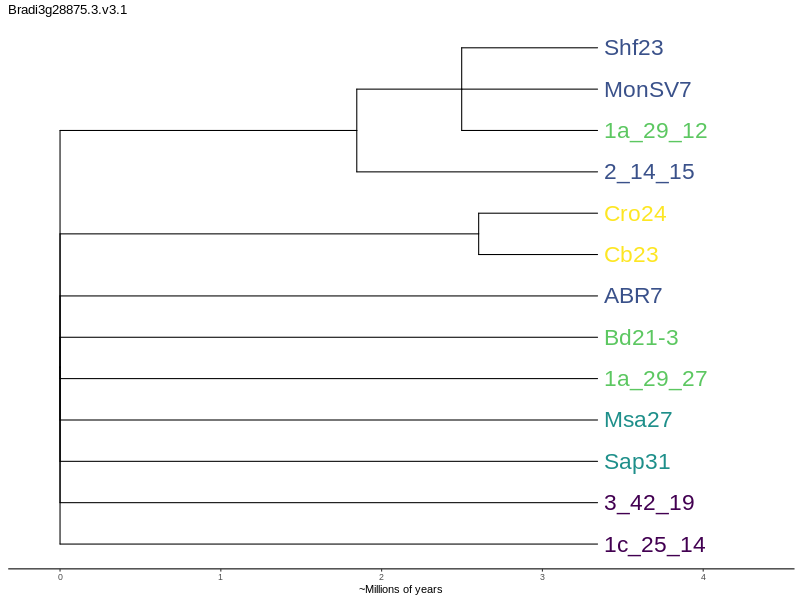 Bradi3g28875.3.v3.1
Shf23
MonSV7
1a_29_12
2_14_15
Cro24
Cb23
ABR7
Bd21-3
1a_29_27
Msa27
Sap31
3_42_19
1c_25_14
0 1 2 3 4
~Millions of years